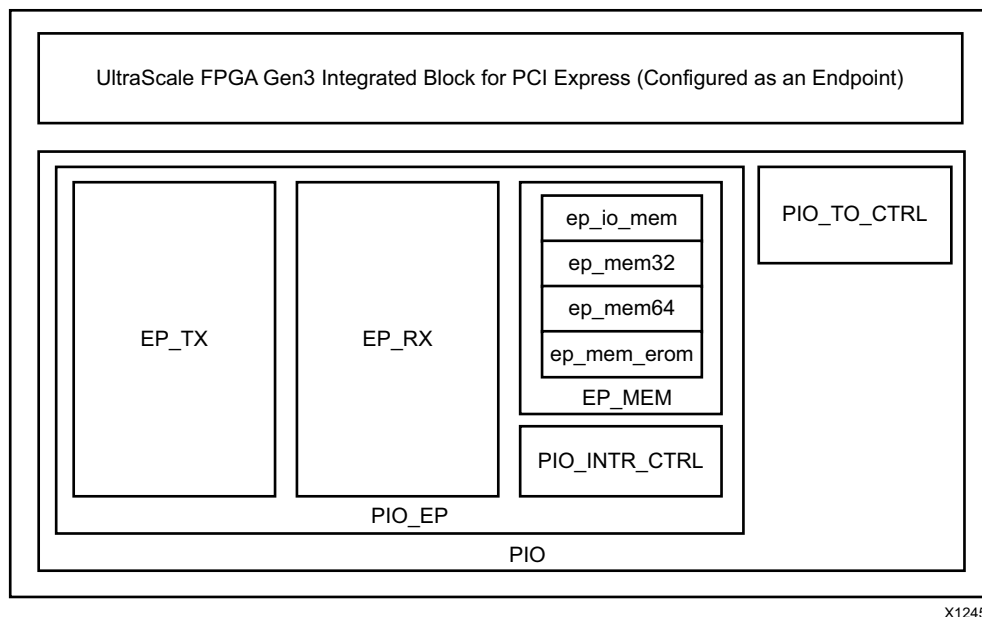 UltraScale FPGA Gen3 Integrated Block for PCI Express (Configured as an Endpoint)
PIO_TO_CTRL
ep_io_mem
ep_mem32
ep_mem64
ep_mem_erom
EP_TX
EP_RX
EP_MEM
PIO_INTR_CTRL
PIO_EP
PIO
X1245